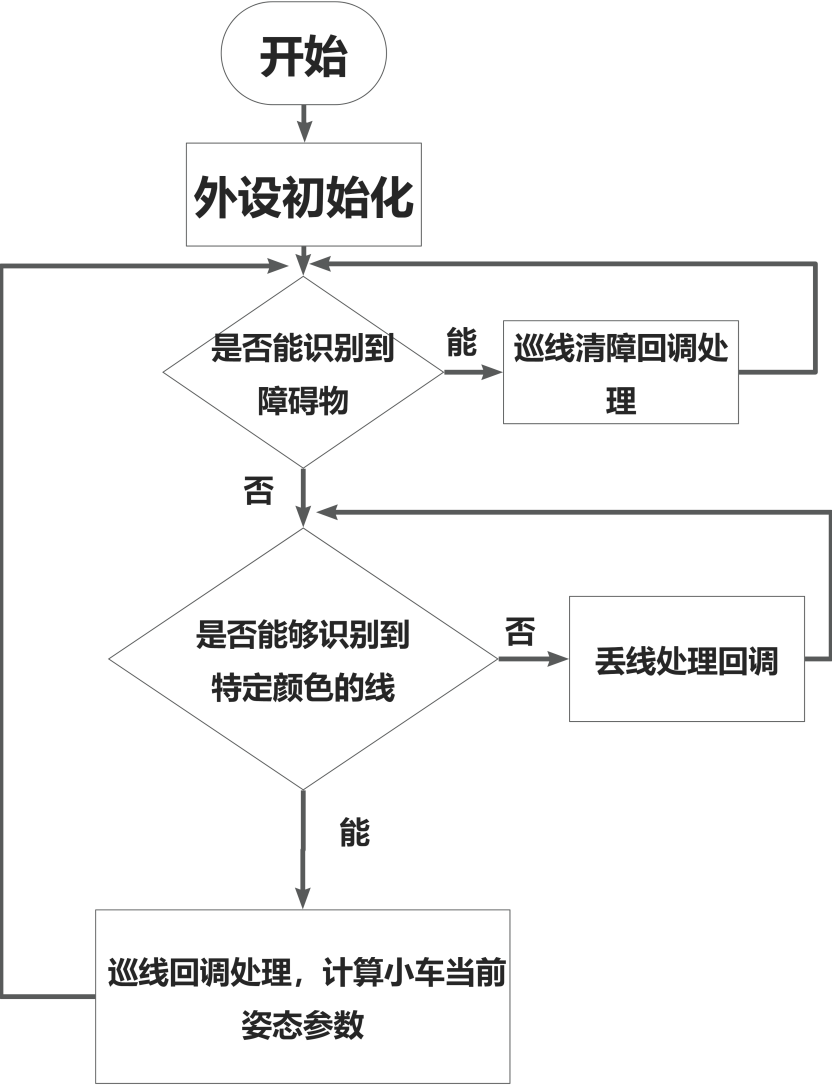 开始
外设初始化
是否能识别到
障碍物
能
巡线清障回调处
理
否
是否能够识别到
特定颜色的线
否
丢线处理回调
能
巡线回调处理，计算小车当前
姿态参数